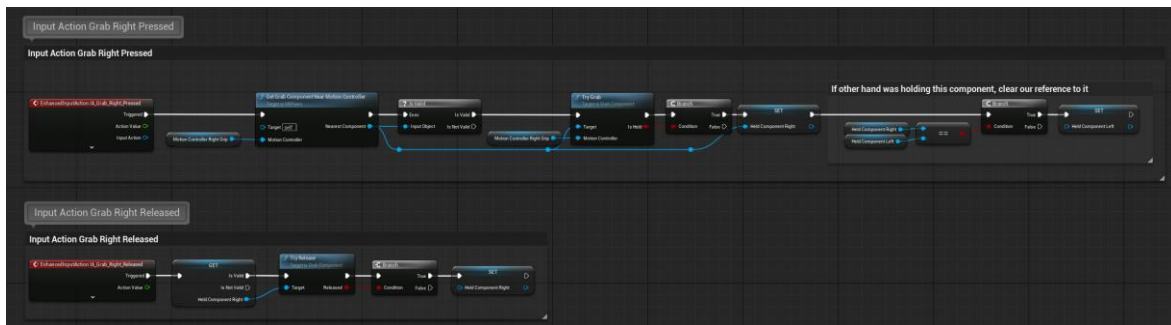 Input Action Grab Right Pressed
Input Action Grab Right Pressed
EnhancedInputAction IA_Grab_Right_Pressed
Triggered
Action Value
Input Action
Motion Controller Right Grip
Get Grab Component Near Motion Controller
Target is VRPawn
Target self
Nearest Component
Motion Controller
Is Valid
Exec
Is Valid
Input Object
Is Not Valid
Motion Controller Right Grip
Try Grab
Target is Grab Component
Target
Is Held
Motion Controller
Branch
True
Condition
False
SET
Held Component Right
If other hand was holding this component, clear our reference to it
Held Component Right
Held Component Left
==
Branch
True
Condition
False
SET
Held Component Left
Input Action Grab Right Released
Input Action Grab Right Released
EnhancedInputAction IA_Grab_Right_Released
Triggered
Action Value
GET
Is Valid
Is Not Valid
Held Component Right
Try Release
Target is Grab Component
Target
Released
Branch
True
Condition
False
SET
Held Component Right